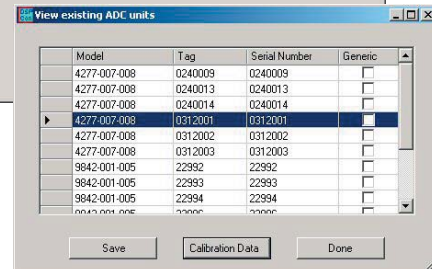 View existing ADC units
Model Tag Serial Number Generic
4277-007-008 0240009 0240009
4277-007-008 0240013 0240013
4277-007-008 0240014 0240014
4277-007-008 0312001 0312001
4277-007-008 0312002 0312002
4277-007-008 0312003 0312003
9842-001-005 22992 22992
9842-001-005 22993 22993
9842-001-005 22994 22994
Save Calibration Data Done